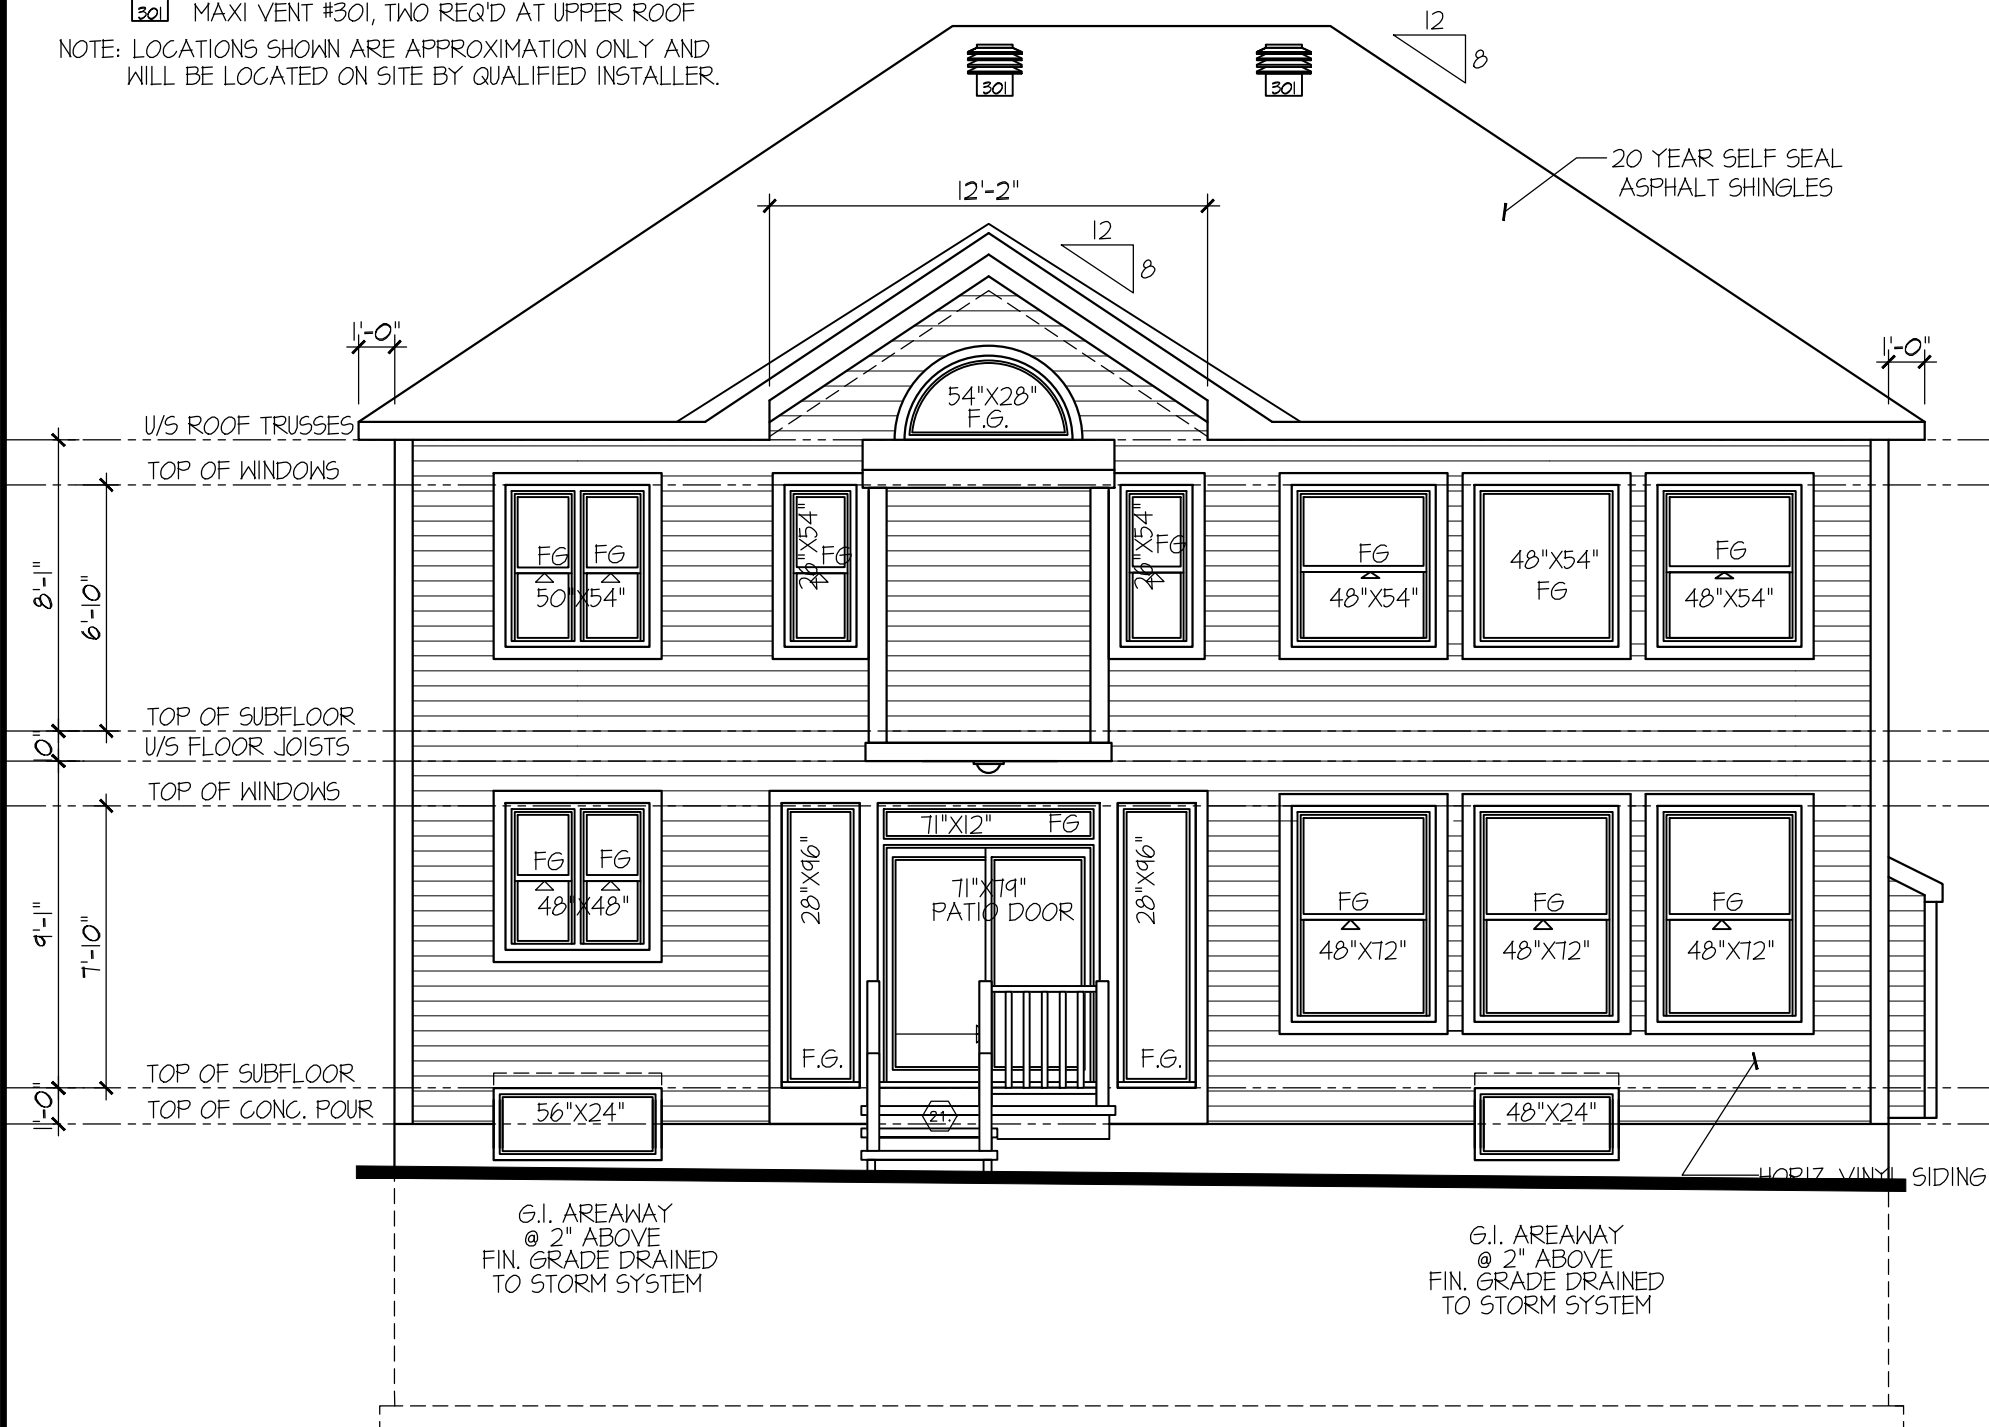 301 MAXI VENT #301, TWO REQ'D AT UPPER ROOF
NOTE: LOCATIONS SHOWN ARE APPROXIMATION ONLY AND
WILL BE LOCATED ON SITE BY QUALIFIED INSTALLER.
12
8
301
301
20 YEAR SELF SEAL
ASPHALT SHINGLES
12'-2"
12
8
1'-0"
1'-0"
54"X28"
F.G.
U/S ROOF TRUSSES
TOP OF WINDOWS
8'-1"
6'-10"
FG
FG
50"X54"
FG
FG
FG
48"X54"
48"X54"
FG
FG
48"X54"
TOP OF SUBFLOOR
10"
U/S FLOOR JOISTS
TOP OF WINDOWS
9'-1"
7'-10"
FG
FG
48"X48"
71"X12"
FG
28"X96"
28"X96"
71"X79"
PATIO DOOR
F.G.
F.G.
FG
48"X72"
FG
48"X72"
FG
48"X72"
TOP OF SUBFLOOR
1'-0"
TOP OF CONC. POUR
56"X24"
21.
48"X24"
HORIZ. VINYL SIDING
G.I. AREAWAY
@ 2" ABOVE
FIN. GRADE DRAINED
TO STORM SYSTEM
G.I. AREAWAY
@ 2" ABOVE
FIN. GRADE DRAINED
TO STORM SYSTEM